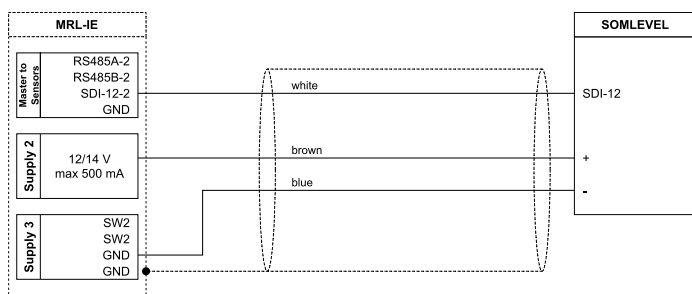 MRL-IE
SOMLEVEL
Master to
Sensors
RS485A-2
RS485B-2
SDI-12-2
GND
white
SDI-12
Supply 2
12/14 V
max 500 mA
brown
+
blue
-
Supply 3
SW2
SW2
GND
GND